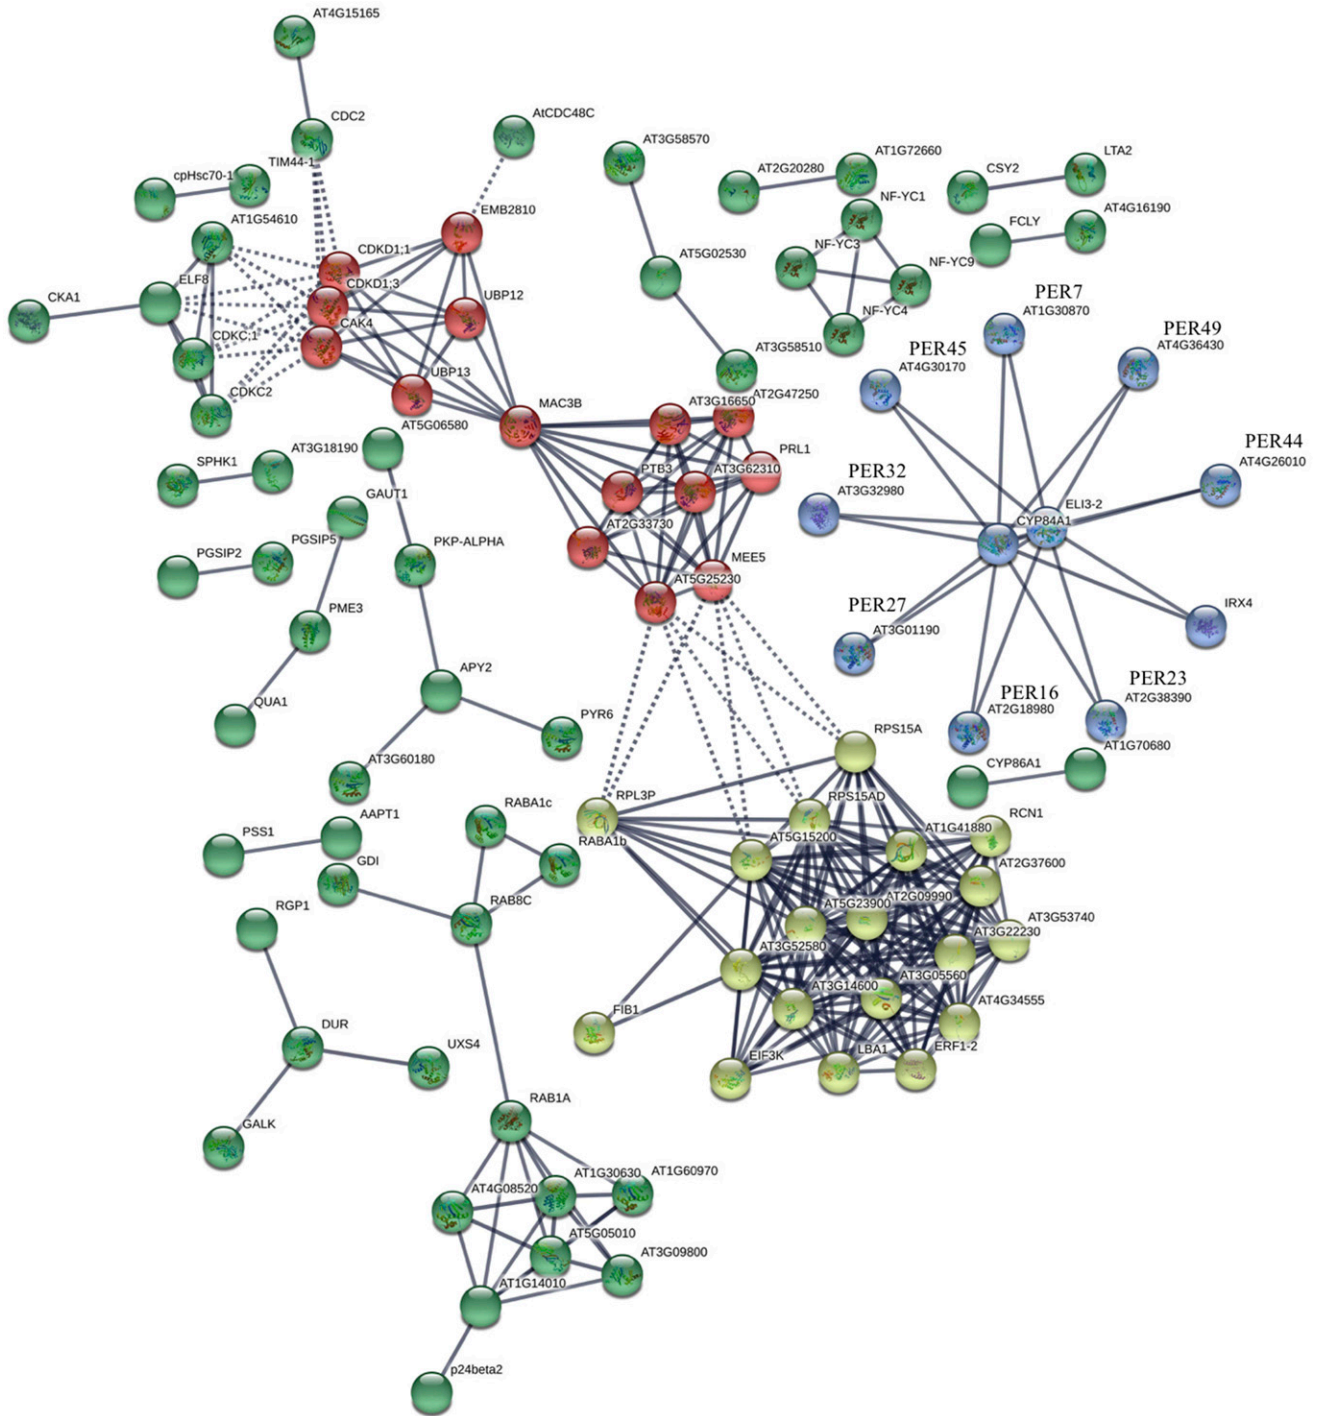 AT4G15165
CDC2
AtCDC48C
AT3G58570
AT1G72660
AT2G20280
LTA2
CSY2
TIM44-1
cpHsc70-1
NF-YC1
AT4G16190
FCLY
AT1G54610
EMB2810
NF-YC3
AT5G02530
CDKD1;1
NF-YC9
ELF8
CDKD1;3
PER7
AT1G30870
CKA1
UBP12
NF-YC4
CAK4
CDKC;1
PER49
AT4G36430
PER45
AT4G30170
AT3G58510
UBP13
CDKC2
AT2G47250
AT3G16650
MAC3B
AT5G06580
AT3G18190
PER44
AT4G26010
PRL1
SPHK1
PTB3
AT3G62310
PER32
AT3G32980
GAUT1
ELI3-2
CYP84A1
AT2G33730
PGSIP5
PKP-ALPHA
PGSIP2
MEE5
AT5G25230
IRX4
PER27
AT3G01190
PME3
APY2
PER23
AT2G38390
PER16
AT2G18980
QUA1
PYR6
RPS15A
AT1G70680
AT3G60180
CYP86A1
RPL3P
RPS15AD
RABA1c
AAPT1
RCN1
AT1G41880
AT5G15200
PSS1
RABA1b
GDI
AT2G37600
RAB8C
AT2G09990
AT5G23900
RGP1
AT3G53740
AT3G22230
AT3G52580
AT3G05560
AT3G14600
AT4G34555
FIB1
DUR
UXS4
EIF3K
LBA1
ERF1-2
RAB1A
GALK
AT1G30630
AT1G60970
AT4G08520
AT5G05010
AT3G09800
AT1G14010
p24beta2